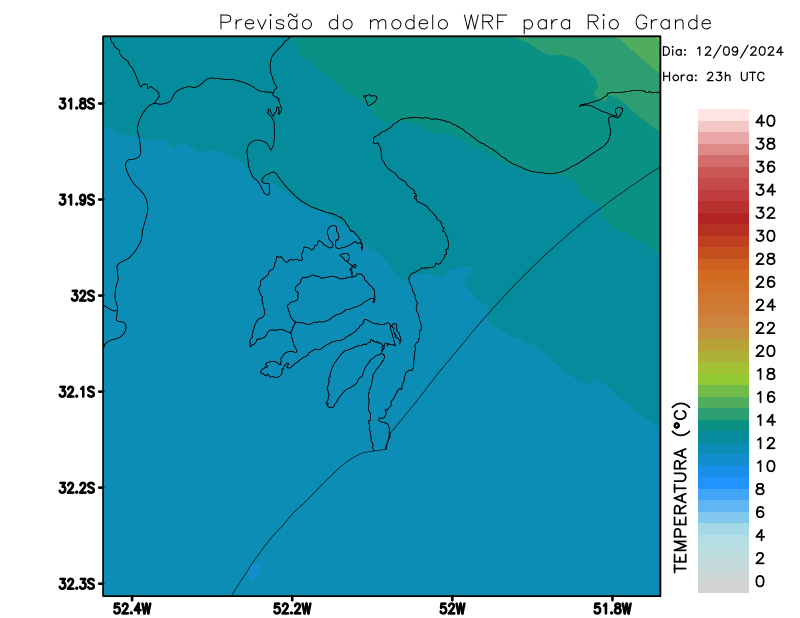 Previsão do modelo WRF para Rio Grande
Dia: 12/09/2024
Hora: 23h UTC
31.8S
31.9S
32S
32.1S
32.2S
32.3S
52.4W
52.2W
52W
51.8W
40
38
36
34
32
30
28
26
24
22
20
18
16
14
12
10
8
6
4
2
0
TEMPERATURA (ºC)